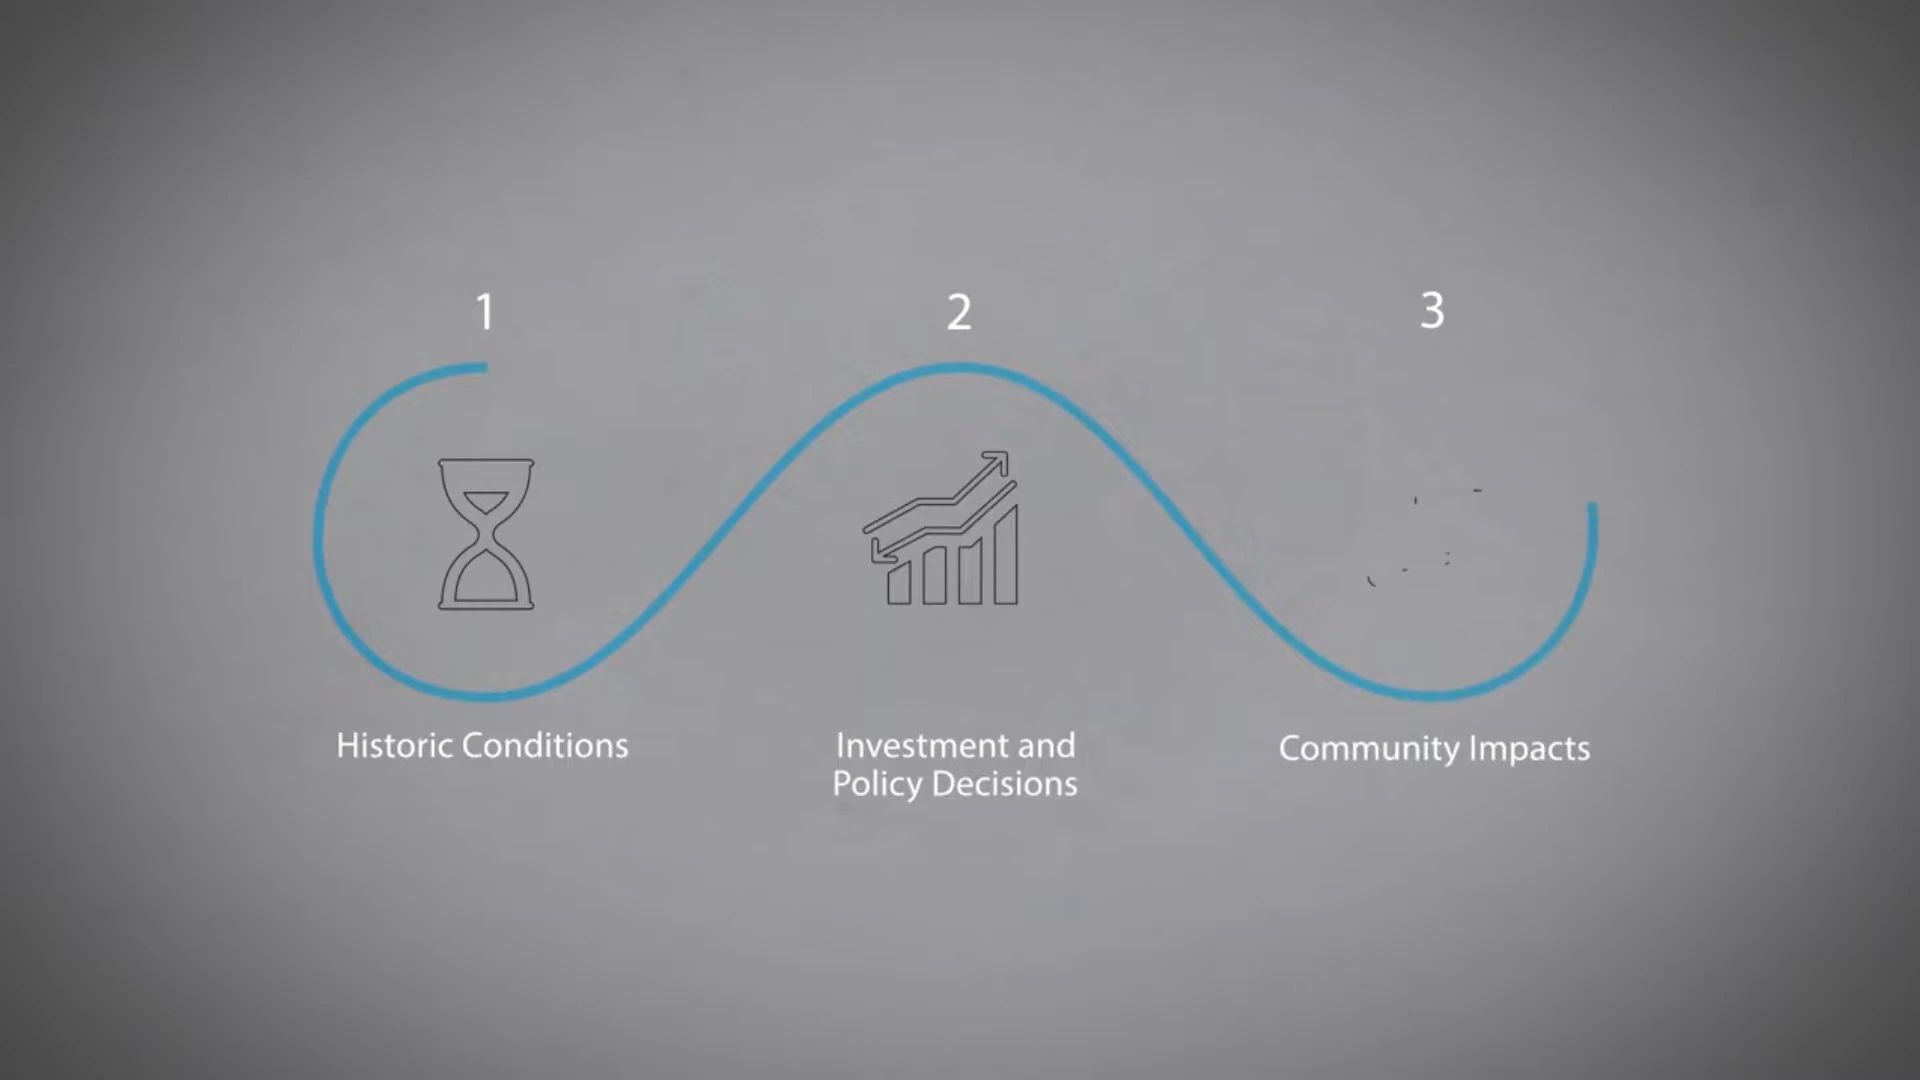 1
2
3
Historic Conditions
Investment and
Policy Decisions
Community Impacts